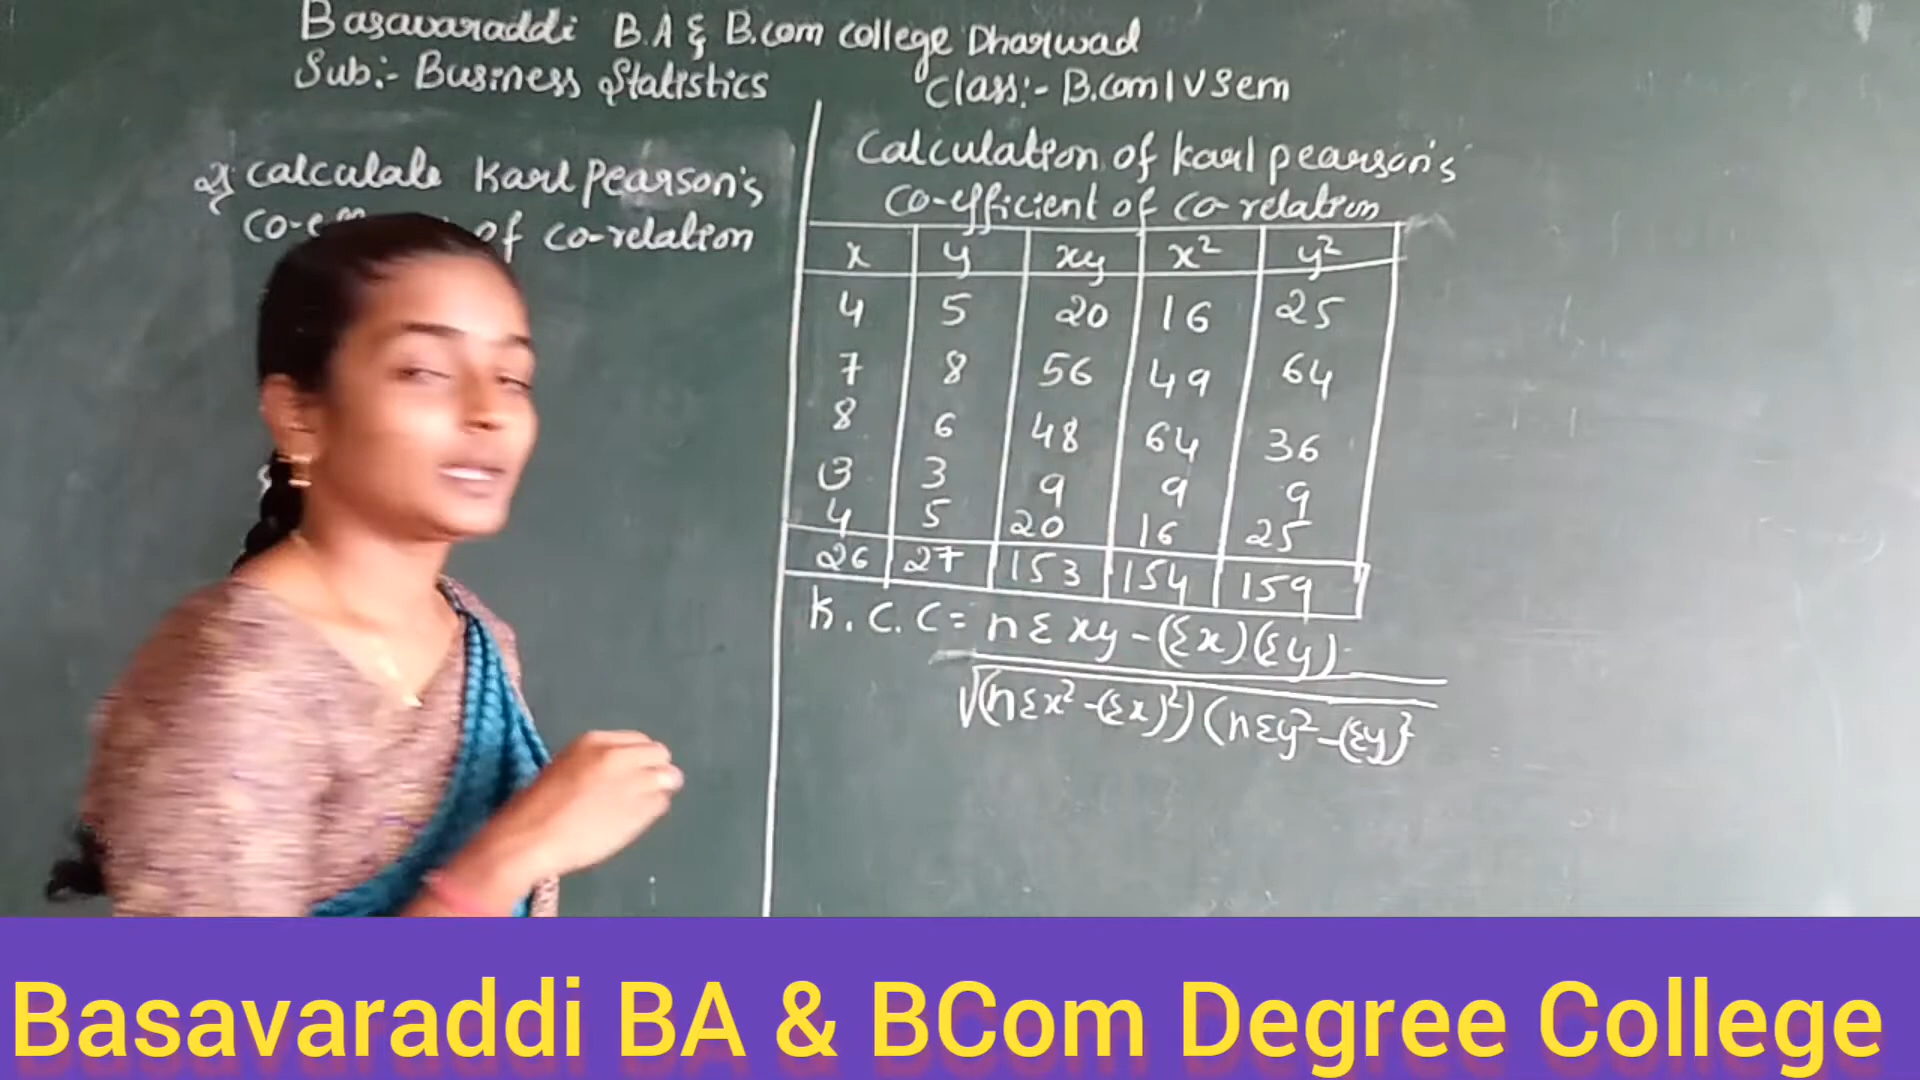 Basavaraddi B.A & B.com college Dharwad
Sub:- Business Statistics Class:- B.com IV Sem
2} calculate Karl Pearson's
of co-relation
Calculation of Karl pearson's
co-efficient of co-relation
x y xy x² y²
4 5 20 16 25
7 8 56 49 64
8 6 48 64 36
3 3 9 9 9
4 5 20 16 25
26 27 153 154 159
K.C.C = nΣxy-(Σx)(Σy)
√(nΣx²-(Σx)²)(nΣy²-(Σy)²
Basavaraddi BA & BCom Degree College